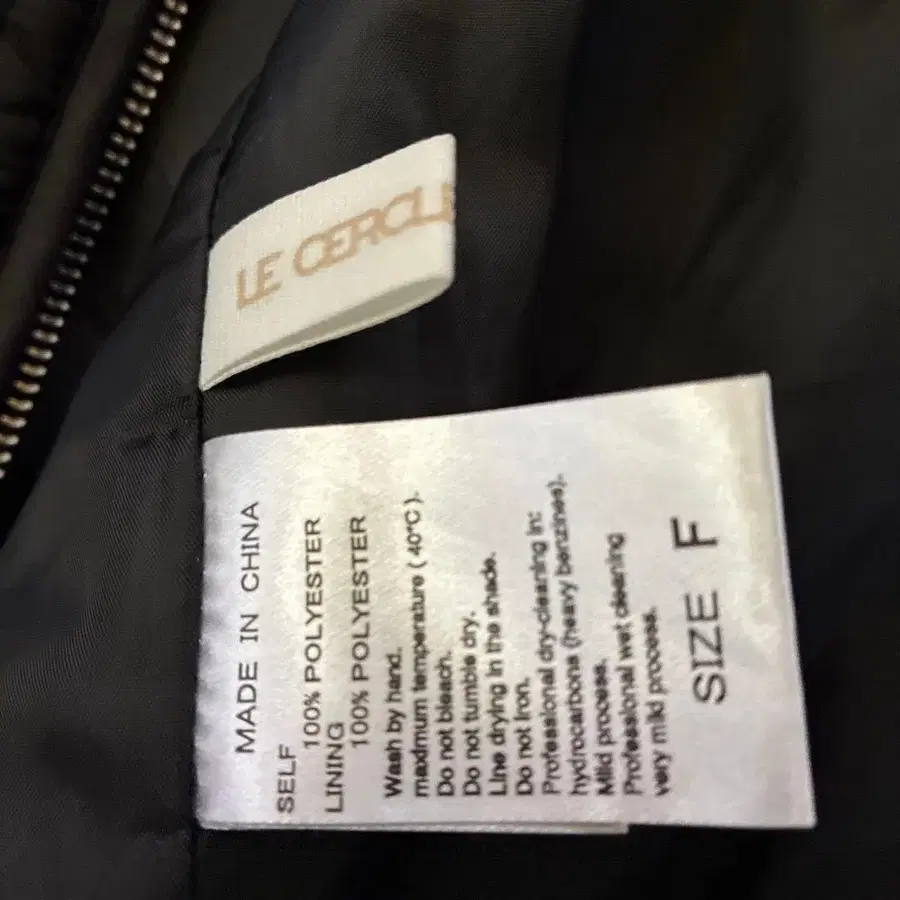 LE CERCLE
MADE IN CHINA
SELF
100% POLYESTER
LINING
100% POLYESTER
Wash by hand.
maximum temperature ( 40°C ).
Do not bleach.
Do not tumble dry.
Line drying in the shade.
Do not iron.
Professional dry-cleaning in:
hydrocarbons (heavy benzines).
Mild process.
Professional wet cleaning
very mild process.
SIZE F